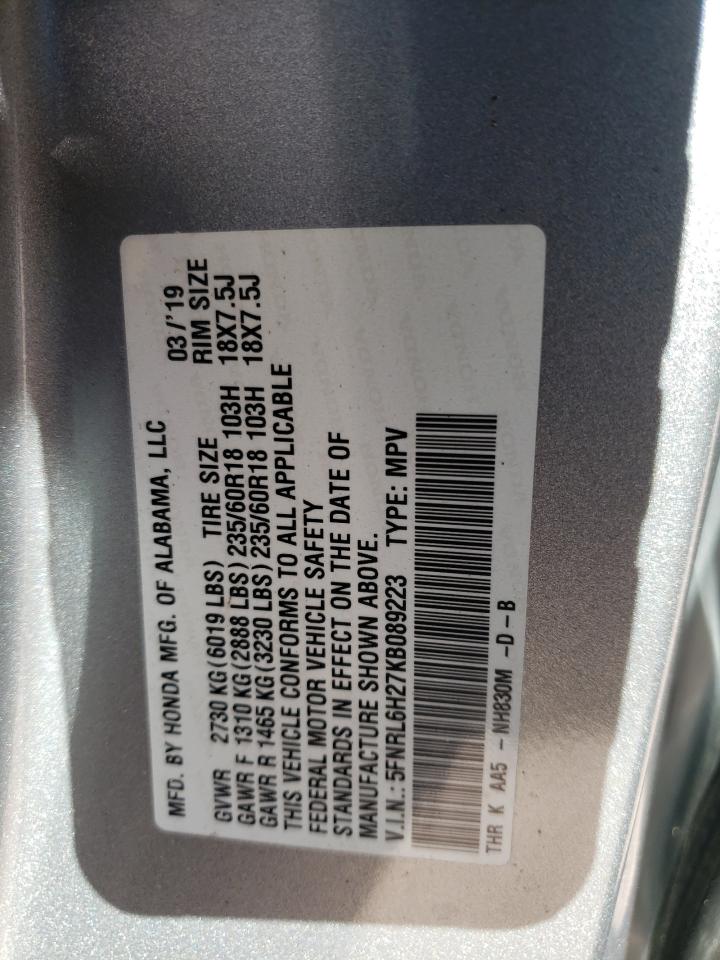 MFD. BY HONDA MFG. OF ALABAMA, LLC 03/'19
TIRE SIZE RIM SIZE
GVWR 2730 KG(6019 LBS)
GAWR F 1310 KG(2888 LBS) 235/60R18 103H 18X7.5J
GAWR R 1465 KG(3230 LBS) 235/60R18 103H 18X7.5J
THIS VEHICLE CONFORMS TO ALL APPLICABLE
FEDERAL MOTOR VEHICLE SAFETY
STANDARDS IN EFFECT ON THE DATE OF
MANUFACTURE SHOWN ABOVE.
V.I.N.: 5FNRL6H27KB089223 TYPE: MPV
THR K AA5 - NH830M -D-B